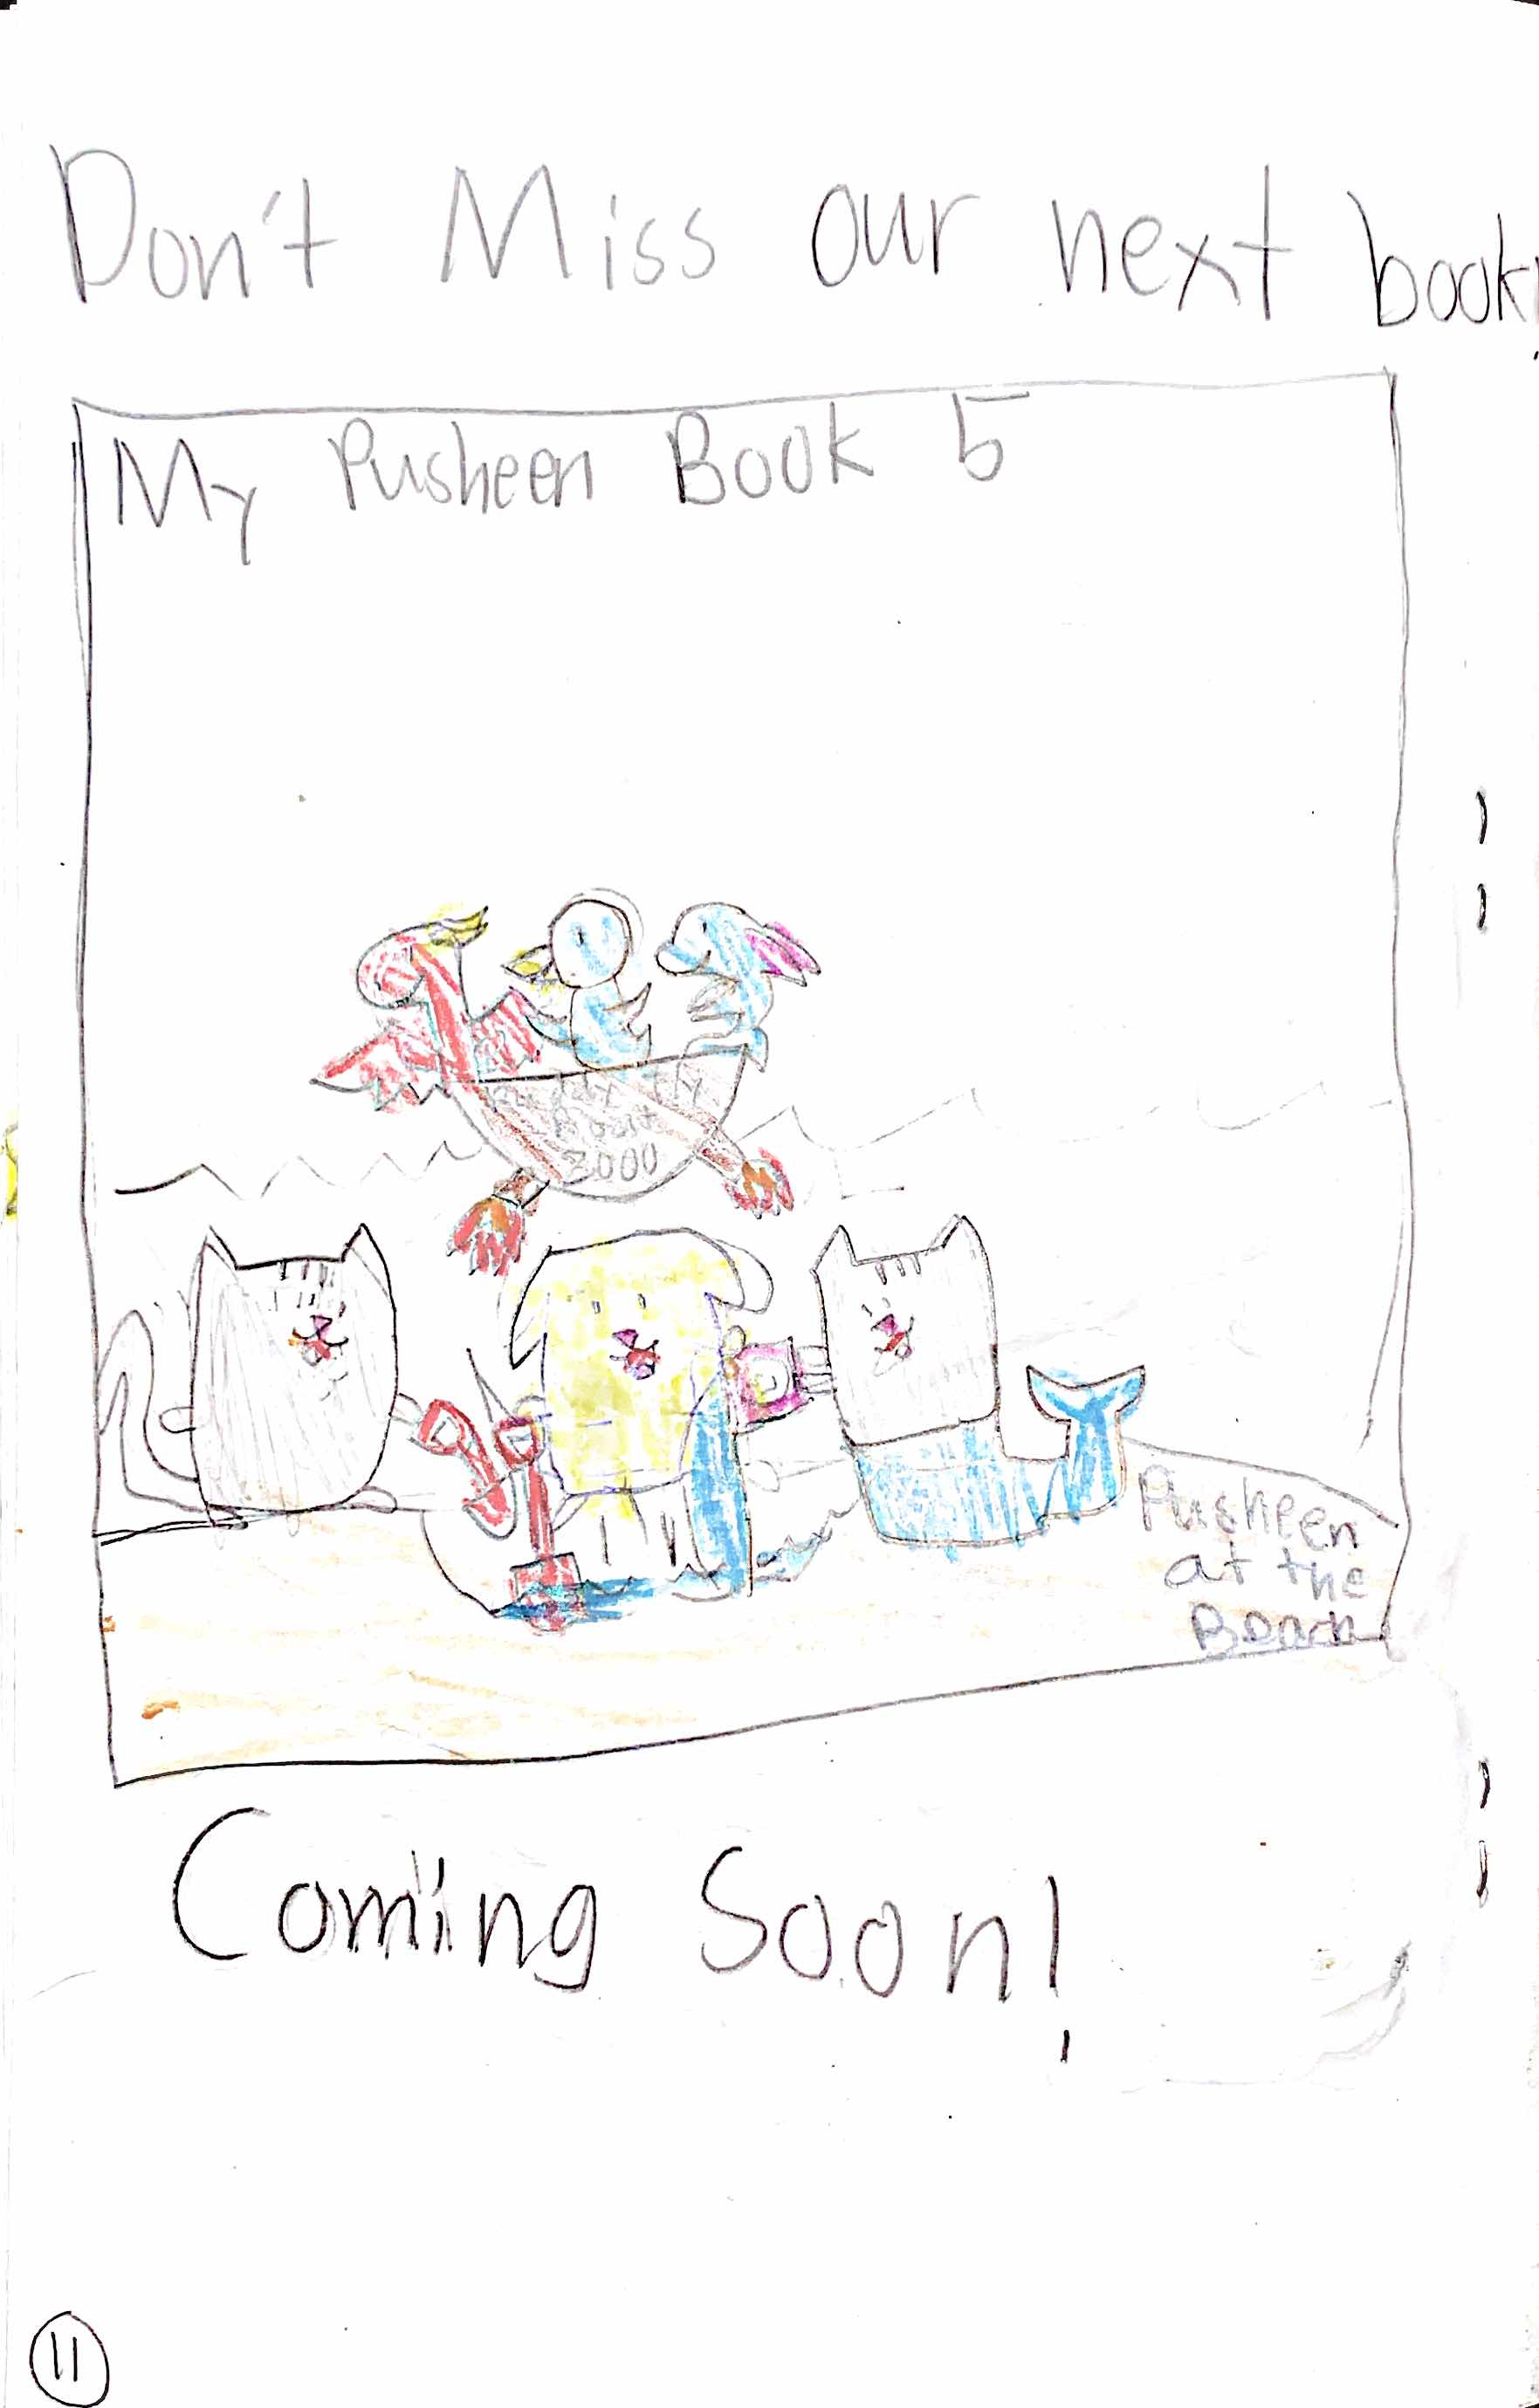 Don't Miss our next book!
My Pusheen Book 5
Fly
Boat
3000
Pusheen
at the
Beach
Coming Soon!
11